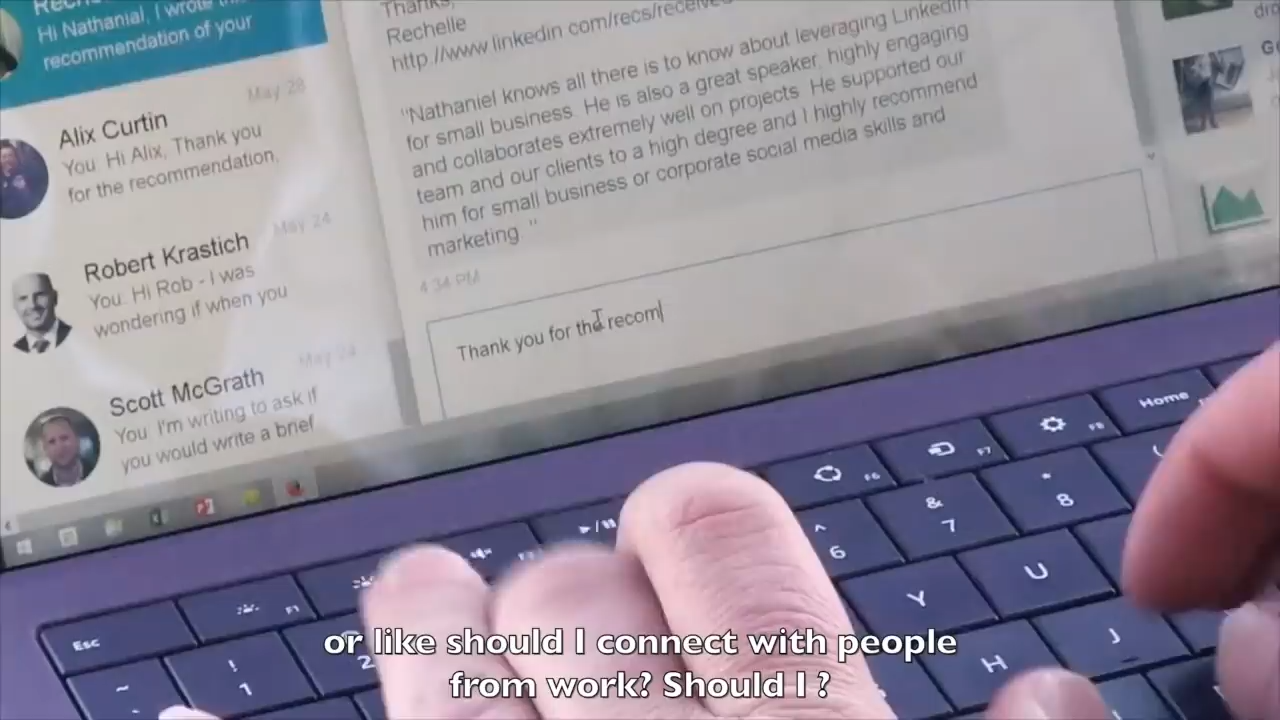 Hi Nathanial, I wrote
recommendation of your
May 28
Alix Curtin
You Hi Alix, Thank you
for the recommendation,
May 24
Robert Krastich
You: Hi Rob - I was
wondering if when you
May 24
Scott McGrath
You I'm writing to ask if
you would write a brief
Thanks,
Rechelle
http://www.linkedin com/recs/received
"Nathaniel knows all there is to know about leveraging LinkedIn
for small business. He is also a great speaker, highly engaging
and collaborates extremely well on projects. He supported our
team and our clients to a high degree and I highly recommend
him for small business or corporate social media skills and
marketing. "
4:34 PM
Thank you for the recom
Home
F8
F7
F6
F1
Esc
*
8
&
7
^
6
U
Y
!
1
2
~
J
H
or like should I connect with people
from work? Should I ?